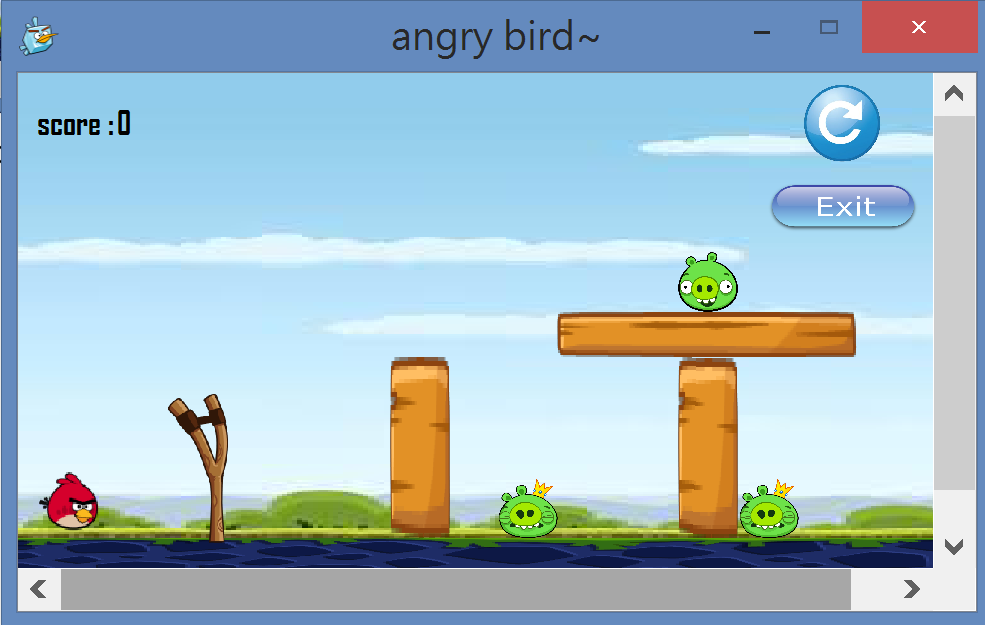 angry bird~
score :0
Exit